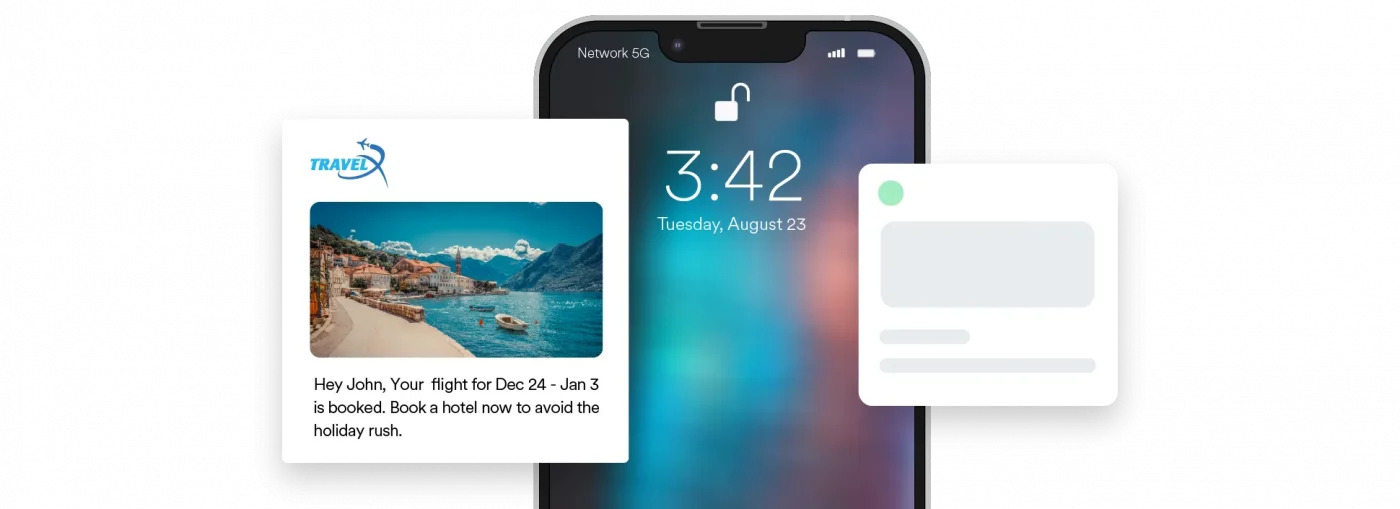 Network 5G
3:42
Tuesday, August 23
TRAVELX
Hey John, Your flight for Dec 24 - Jan 3
is booked. Book a hotel now to avoid the
holiday rush.